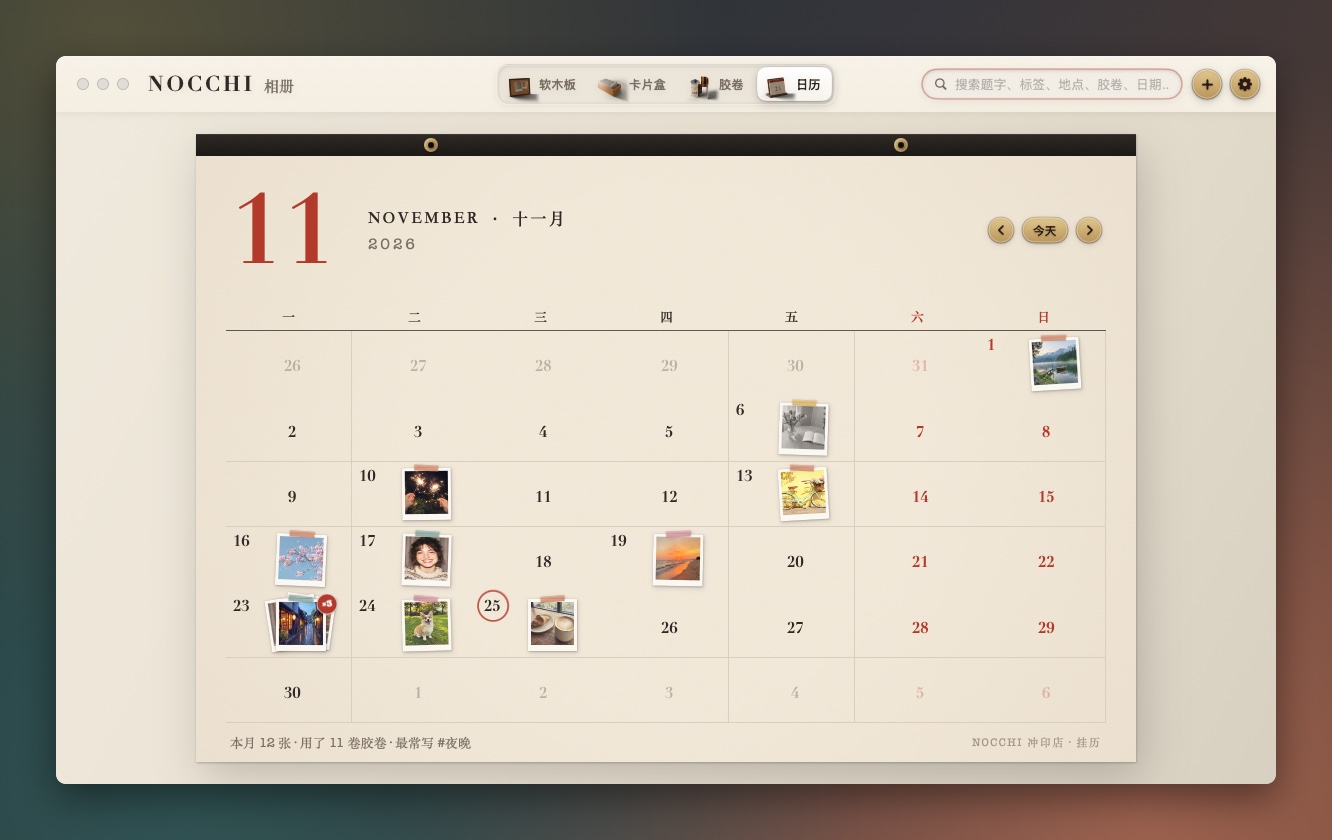 NOCCHI 相册
软木板 卡片盒 胶卷 日历
搜索题字、标签、地点、胶卷、日期..
11
NOVEMBER · 十一月
2026
今天
一 二 三 四 五 六 日
26 27 28 29 30 31 1
2 3 4 5 6 7 8
9 10 11 12 13 14 15
16 17 18 19 20 21 22
23 24 25 26 27 28 29
30 1 2 3 4 5 6
本月 12 张 · 用了 11 卷胶卷 · 最常写 #夜晚
NOCCHI 冲印店 · 挂历